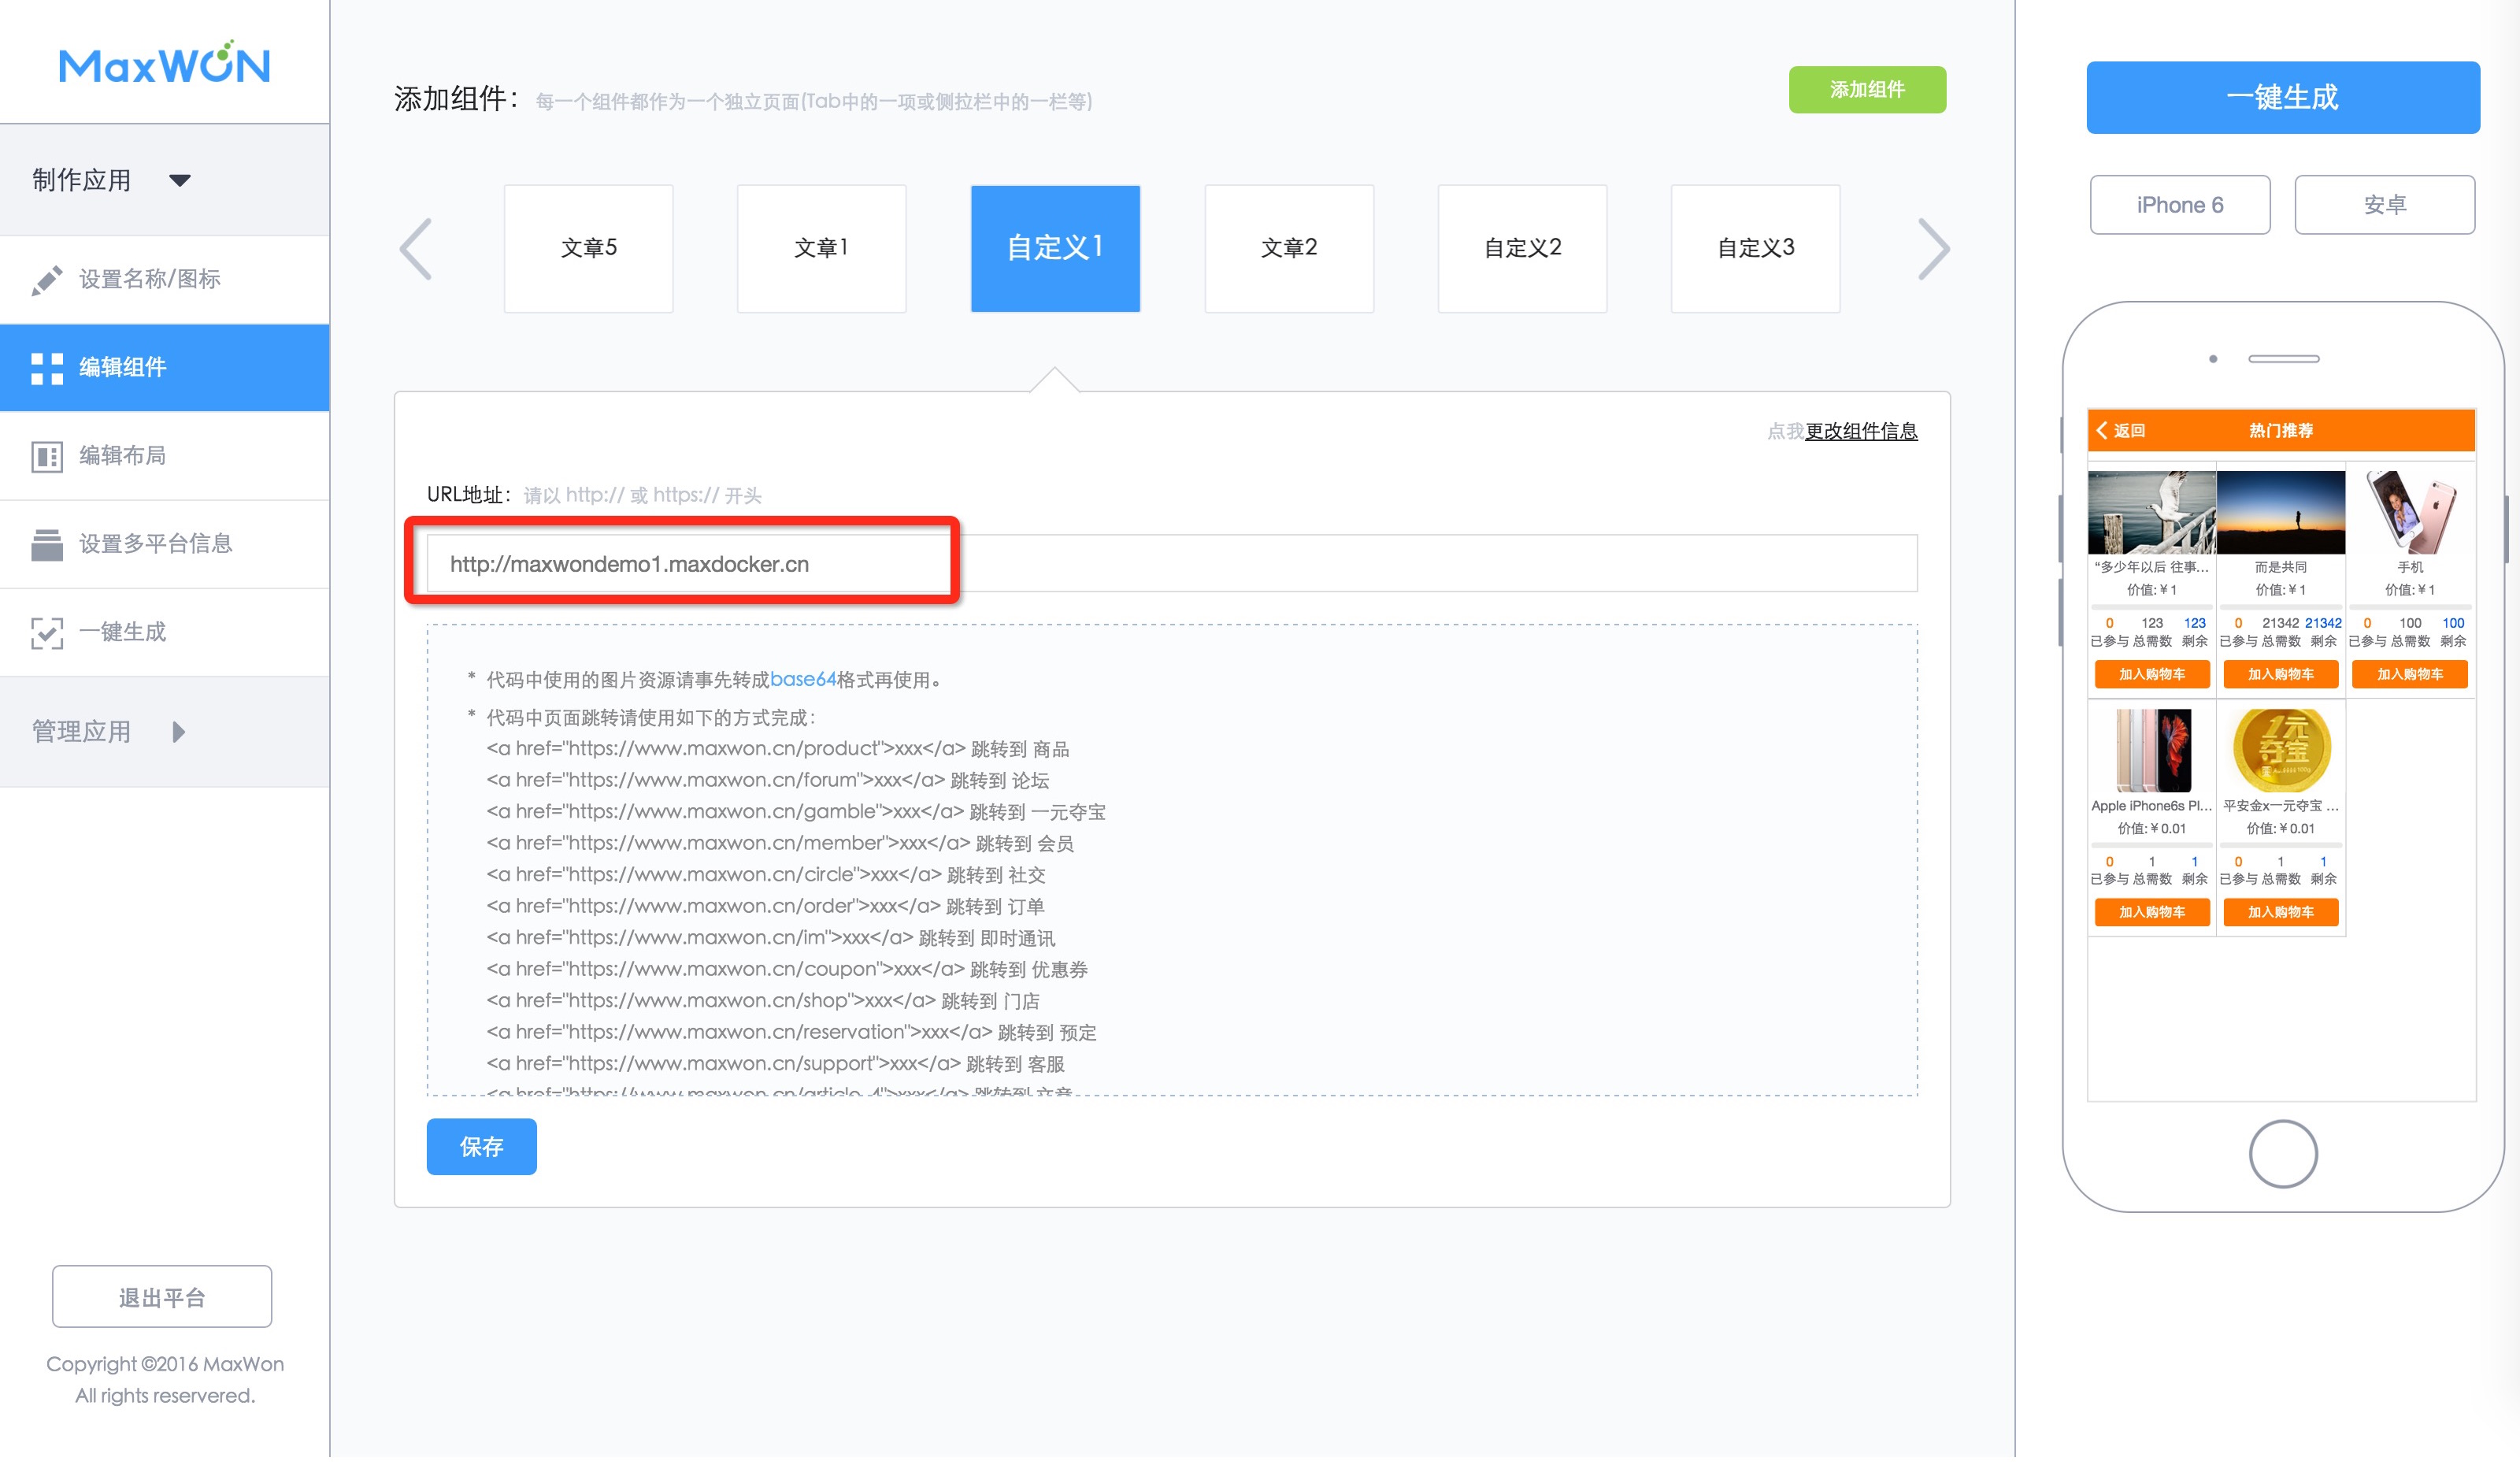 MaxWON
制作应用
设置名称/图标
编辑组件
编辑布局
设置多平台信息
一键生成
管理应用
退出平台
Copyright ©2016 MaxWon
All rights reservered.
添加组件： 每一个组件都作为一个独立页面(Tab中的一项或侧拉栏中的一栏等)
添加组件
文章5 文章1 自定义1 文章2 自定义2 自定义3
点我更改组件信息
URL地址： 请以 http:// 或 https:// 开头
http://maxwondemo1.maxdocker.cn
* 代码中使用的图片资源请事先转成base64格式再使用。
* 代码中页面跳转请使用如下的方式完成：
<a href="https://www.maxwon.cn/product">xxx</a> 跳转到 商品
<a href="https://www.maxwon.cn/forum">xxx</a> 跳转到 论坛
<a href="https://www.maxwon.cn/gamble">xxx</a> 跳转到 一元夺宝
<a href="https://www.maxwon.cn/member">xxx</a> 跳转到 会员
<a href="https://www.maxwon.cn/circle">xxx</a> 跳转到 社交
<a href="https://www.maxwon.cn/order">xxx</a> 跳转到 订单
<a href="https://www.maxwon.cn/im">xxx</a> 跳转到 即时通讯
<a href="https://www.maxwon.cn/coupon">xxx</a> 跳转到 优惠券
<a href="https://www.maxwon.cn/shop">xxx</a> 跳转到 门店
<a href="https://www.maxwon.cn/reservation">xxx</a> 跳转到 预定
<a href="https://www.maxwon.cn/support">xxx</a> 跳转到 客服
<a href="https://www.maxwon.cn/article_4">xxx</a> 跳转到 文章
保存
一键生成
iPhone 6 安卓
返回 热门推荐
“多少年以后 往事... 而是共同 手机
价值:￥1 价值:￥1 价值:￥1
0 123 123 0 21342 21342 0 100 100
已参与 总需数 剩余 已参与 总需数 剩余 已参与 总需数 剩余
加入购物车 加入购物车 加入购物车
1元
夺宝
Apple iPhone6s Pl... 平安金x一元夺宝 ...
价值:￥0.01 价值:￥0.01
0 1 1 0 1 1
已参与 总需数 剩余 已参与 总需数 剩余
加入购物车 加入购物车